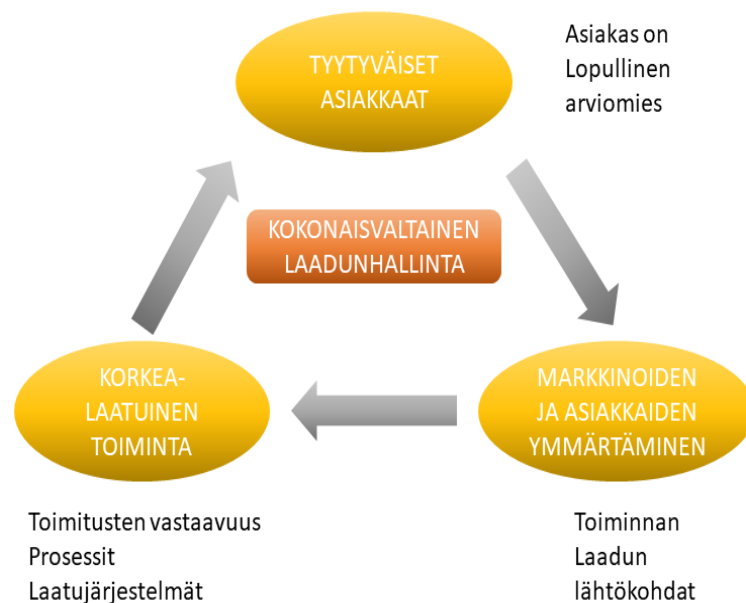 TYYTYVÄISET
ASIAKKAAT
Asiakas on
Lopullinen
arviomies
KOKONAISVALTAINEN
LAADUNHALLINTA
KORKEA-
LAATUINEN
TOIMINTA
MARKKINOIDEN
JA ASIAKKAIDEN
YMMÄRTÄMINEN
Toimitusten vastaavuus
Prosessit
Laatujärjestelmät
Toiminnan
Laadun
lähtökohdat